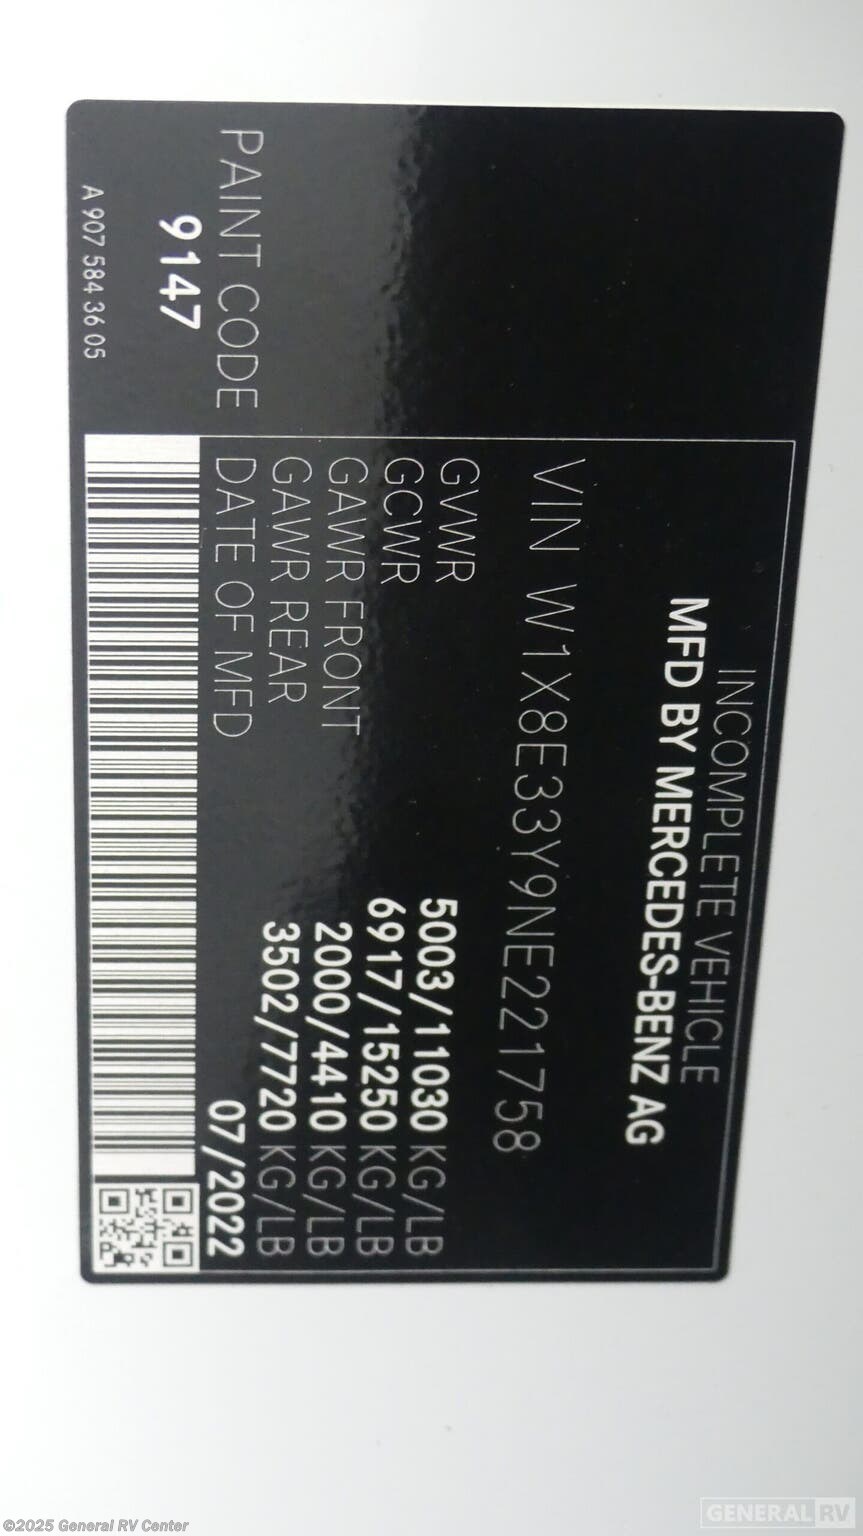 INCOMPLETE VEHICLE
MFD BY MERCEDES-BENZ AG
VIN W1X8E33Y9NE221758
GVWR 5003/11030 KG/LB
GCWR 6917/15250 KG/LB
GAWR FRONT 2000/4410 KG/LB
GAWR REAR 3502/7720 KG/LB
DATE OF MFD 07/2022
PAINT CODE
9147
A 907 584 36 05
©2025 General RV Center
GENERAL RV